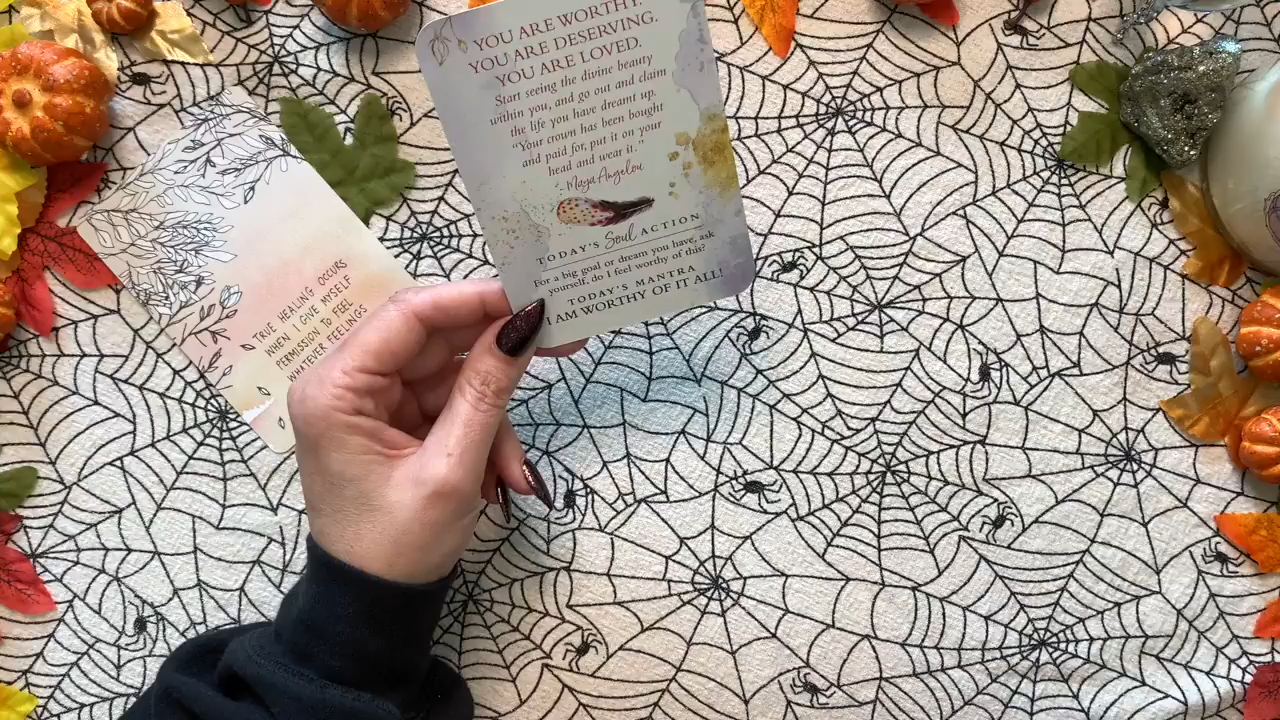 YOU ARE WORTHY.
YOU ARE DESERVING.
YOU ARE LOVED.
Start seeing the divine beauty
within you, and go out and claim
the life you have dreamt up.
“Your crown has been bought
and paid for, put it on your
head and wear it.”
-Maya Angelou
TODAY'S Soul ACTION
For a big goal or dream you have, ask
yourself, do I feel worthy of this?
TODAY'S MANTRA
I AM WORTHY OF IT ALL!
TRUE HEALING OCCURS
WHEN I GIVE MYSELF
PERMISSION TO FEEL
WHATEVER FEELINGS